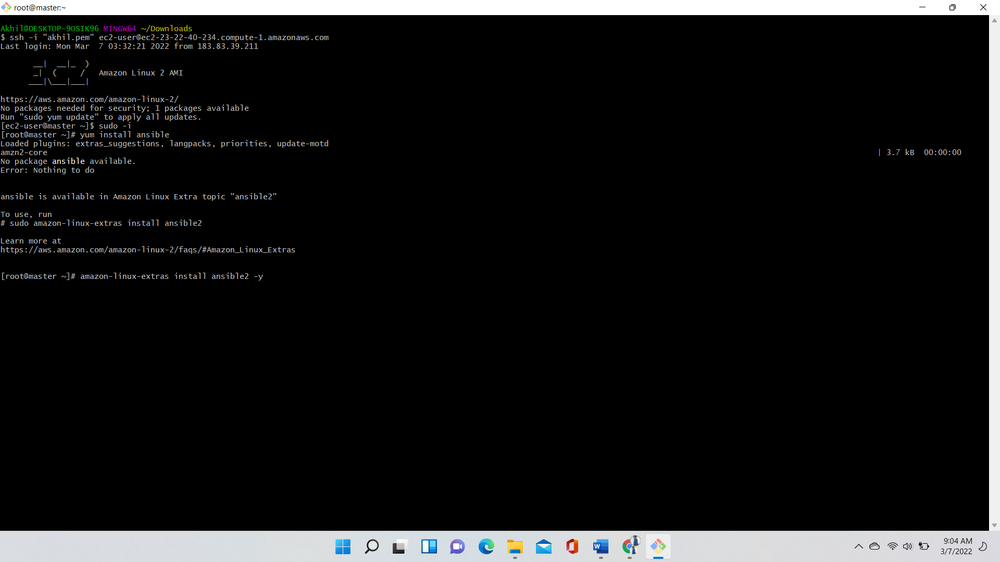 root@master:~
Akhil@DESKTOP-9OSIK96 MINGW64 ~/Downloads
$ ssh -i "akhil.pem" ec2-user@ec2-23-22-40-234.compute-1.amazonaws.com
Last login: Mon Mar  7 03:32:21 2022 from 183.83.39.211
       __|  __|_  )
       _|  (     /   Amazon Linux 2 AMI
      ___|\___|___|
https://aws.amazon.com/amazon-linux-2/
No packages needed for security; 1 packages available
Run "sudo yum update" to apply all updates.
[ec2-user@master ~]$ sudo -i
[root@master ~]# yum install ansible
Loaded plugins: extras_suggestions, langpacks, priorities, update-motd
amzn2-core | 3.7 kB  00:00:00
No package ansible available.
Error: Nothing to do
ansible is available in Amazon Linux Extra topic "ansible2"
To use, run
# sudo amazon-linux-extras install ansible2
Learn more at
https://aws.amazon.com/amazon-linux-2/faqs/#Amazon_Linux_Extras
[root@master ~]# amazon-linux-extras install ansible2 -y
9:04 AM
3/7/2022